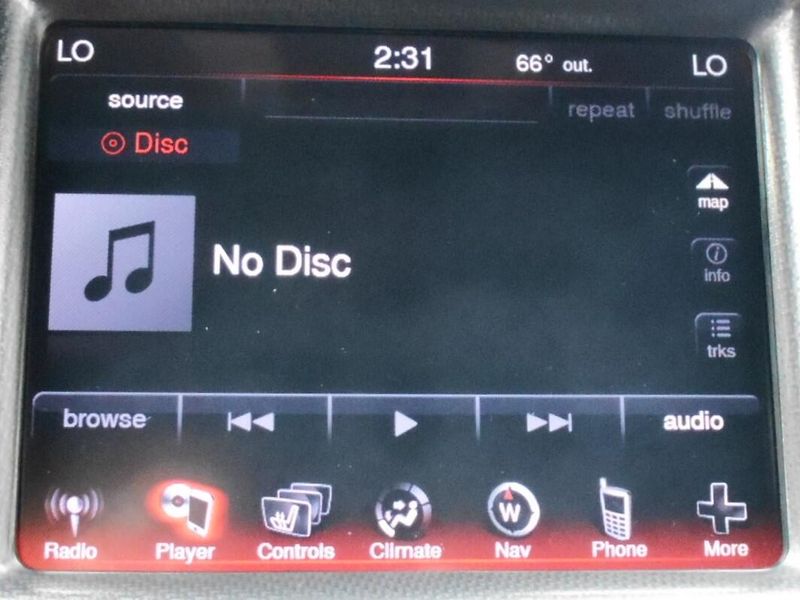 LO 2:31 66° out. LO
source repeat shuffle
Disc
map
No Disc
info
trks
browse audio
W
Radio Player Controls Climate Nav Phone More